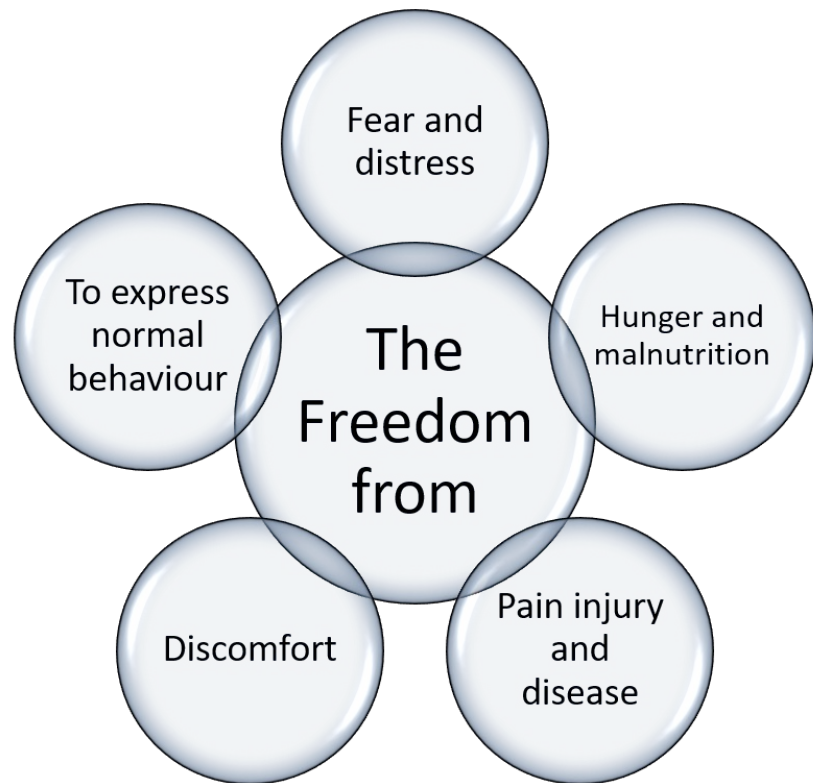 Fear and
distress
To express
normal
behaviour
The
Freedom
from
Hunger and
malnutrition
Discomfort
Pain injury
and
disease